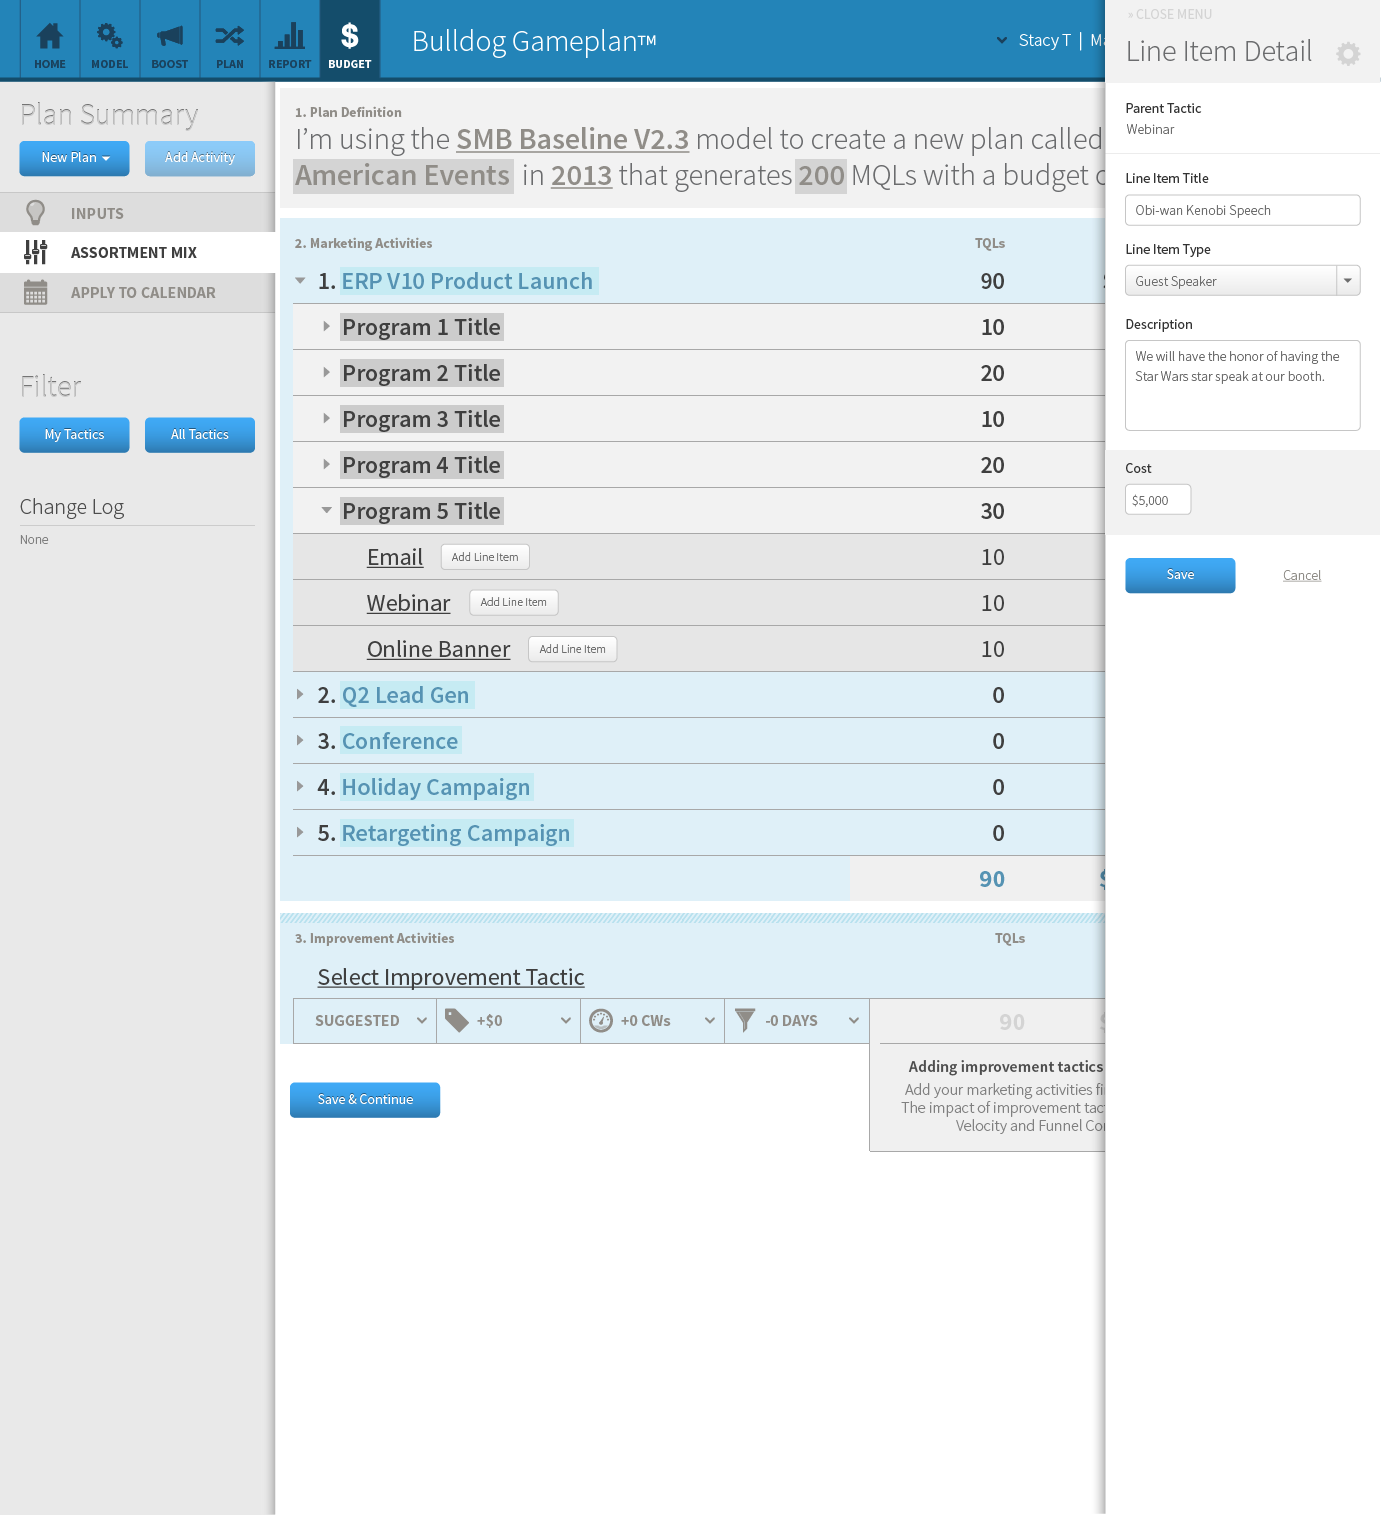 HOME
MODEL
BOOST
PLAN
REPORT
$
BUDGET
Bulldog Gameplan™
Stacy T |
» CLOSE MENU
Line Item Detail
Plan Summary
New Plan
Add Activity
INPUTS
ASSORTMENT MIX
APPLY TO CALENDAR
Filter
My Tactics
All Tactics
Change Log
None
1. Plan Definition
I'm using the SMB Baseline V2.3 model to create a new plan called
American Events in 2013 that generates 200 MQLs with a budget
2. Marketing Activities TQLs
1. ERP V10 Product Launch 90
Program 1 Title 10
Program 2 Title 20
Program 3 Title 10
Program 4 Title 20
Program 5 Title 30
Email Add Line Item 10
Webinar Add Line Item 10
Online Banner Add Line Item 10
2. Q2 Lead Gen 0
3. Conference 0
4. Holiday Campaign 0
5. Retargeting Campaign 0
90 $
3. Improvement Activities TQLs
Select Improvement Tactic
SUGGESTED +$0 +0 CWs -0 DAYS 90 $
Adding improvement tactics
Add your marketing activities
The impact of improvement
Velocity and Funnel
Save & Continue
Parent Tactic
Webinar
Line Item Title
Obi-wan Kenobi Speech
Line Item Type
Guest Speaker
Description
We will have the honor of having the
Star Wars star speak at our booth.
Cost
$5,000
Save
Cancel